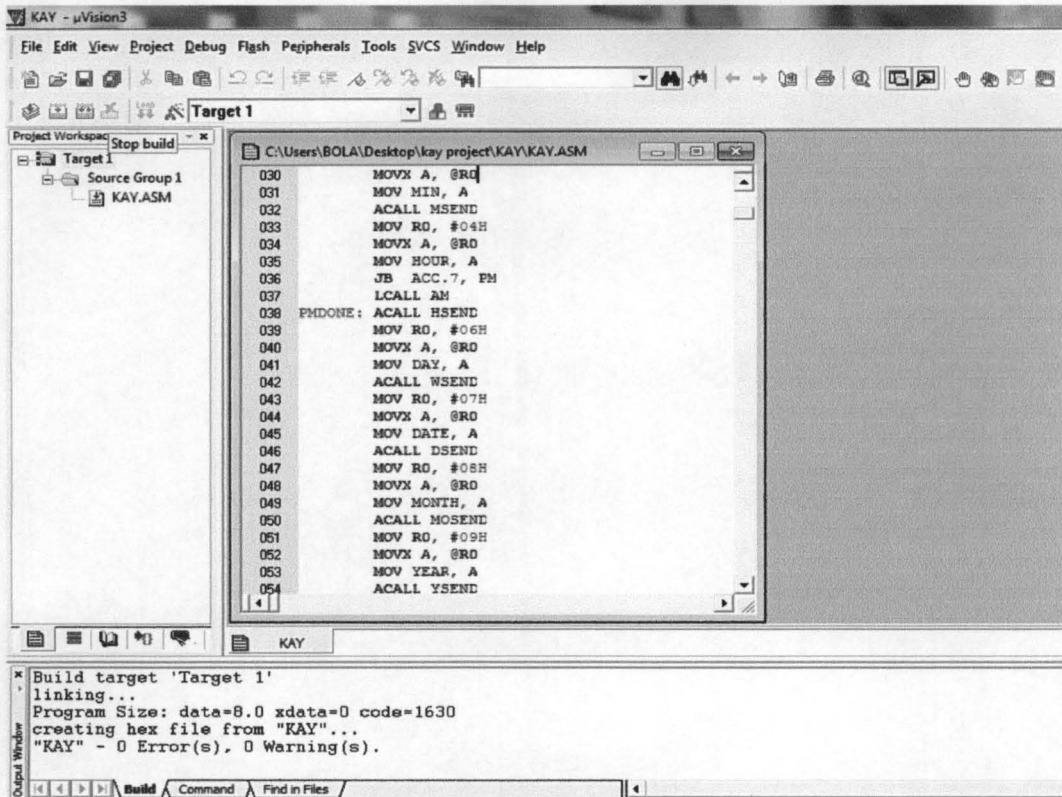 KAY - µVision3
File Edit View Project Debug Flash Peripherals Tools SVCS Window Help
Target 1
Project Workspac
Stop build
Target 1
Source Group 1
KAY.ASM
C:\Users\BOLA\Desktop\kay project\KAY\KAY.ASM
030 MOVX A, @R0
031 MOV MIN, A
032 ACALL MSEND
033 MOV R0, #04H
034 MOVX A, @R0
035 MOV HOUR, A
036 JB ACC.7, PM
037 LCALL AM
038 PMDONE: ACALL HSEND
039 MOV R0, #06H
040 MOVX A, @R0
041 MOV DAY, A
042 ACALL WSEND
043 MOV R0, #07H
044 MOVX A, @R0
045 MOV DATE, A
046 ACALL DSEND
047 MOV R0, #08H
048 MOVX A, @R0
049 MOV MONTH, A
050 ACALL MOSEND
051 MOV R0, #09H
052 MOVX A, @R0
053 MOV YEAR, A
054 ACALL YSEND
KAY
Build target 'Target 1'
linking...
Program Size: data=8.0 xdata=0 code=1630
creating hex file from "KAY"...
"KAY" - 0 Error(s), 0 Warning(s).
Output Window
Build Command Find in Files